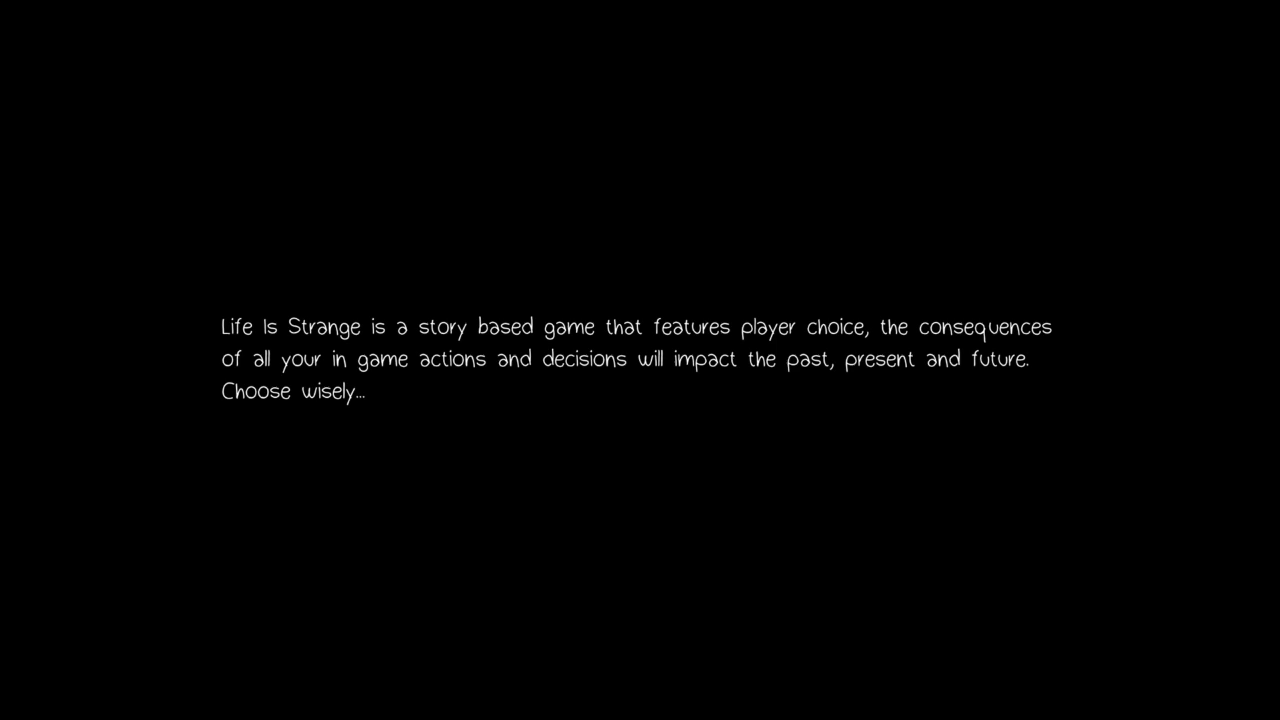 Life Is Strange is a story based game that features player choice, the consequences
of all your in game actions and decisions will impact the past, present and future.
Choose wisely...